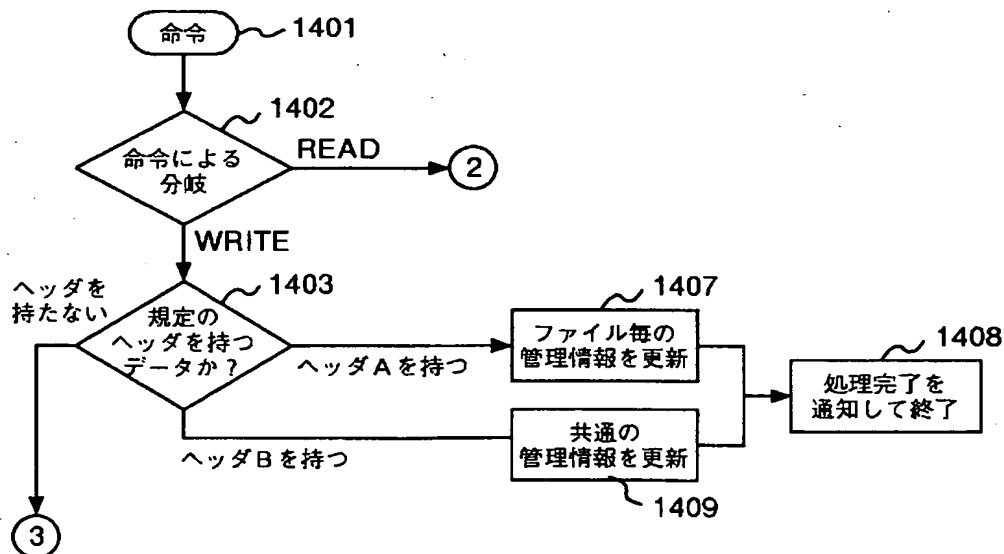 命令
1401
1402
命令による
分岐
READ
2
WRITE
1403
ヘッダを
持たない
規定の
ヘッダを持つ
データか？
ヘッダAを持つ
1407
ファイル毎の
管理情報を更新
1408
処理完了を
通知して終了
ヘッダBを持つ
共通の
管理情報を更新
1409
3